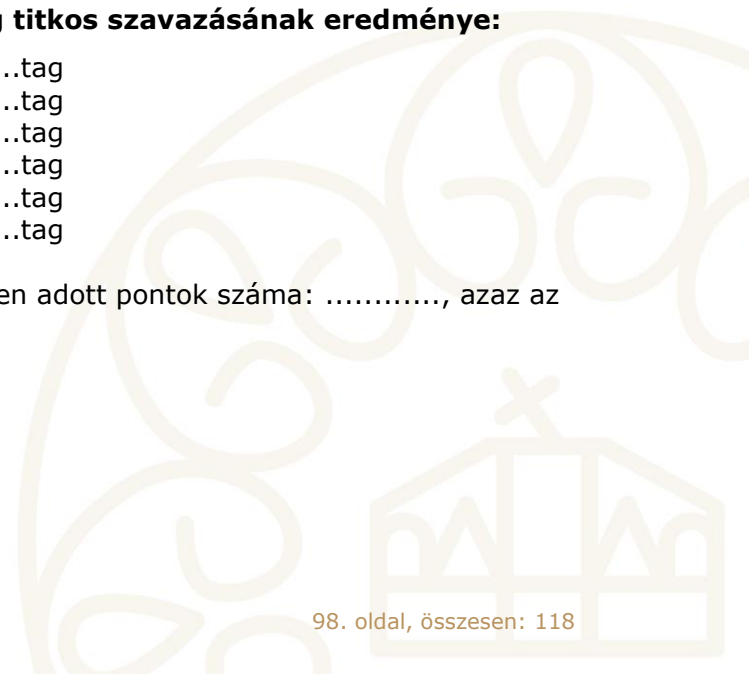 titkos szavazásának eredménye:
..tag
..tag
..tag
..tag
..tag
..tag
en adott pontok száma: ............, azaz az
98. oldal, összesen: 118